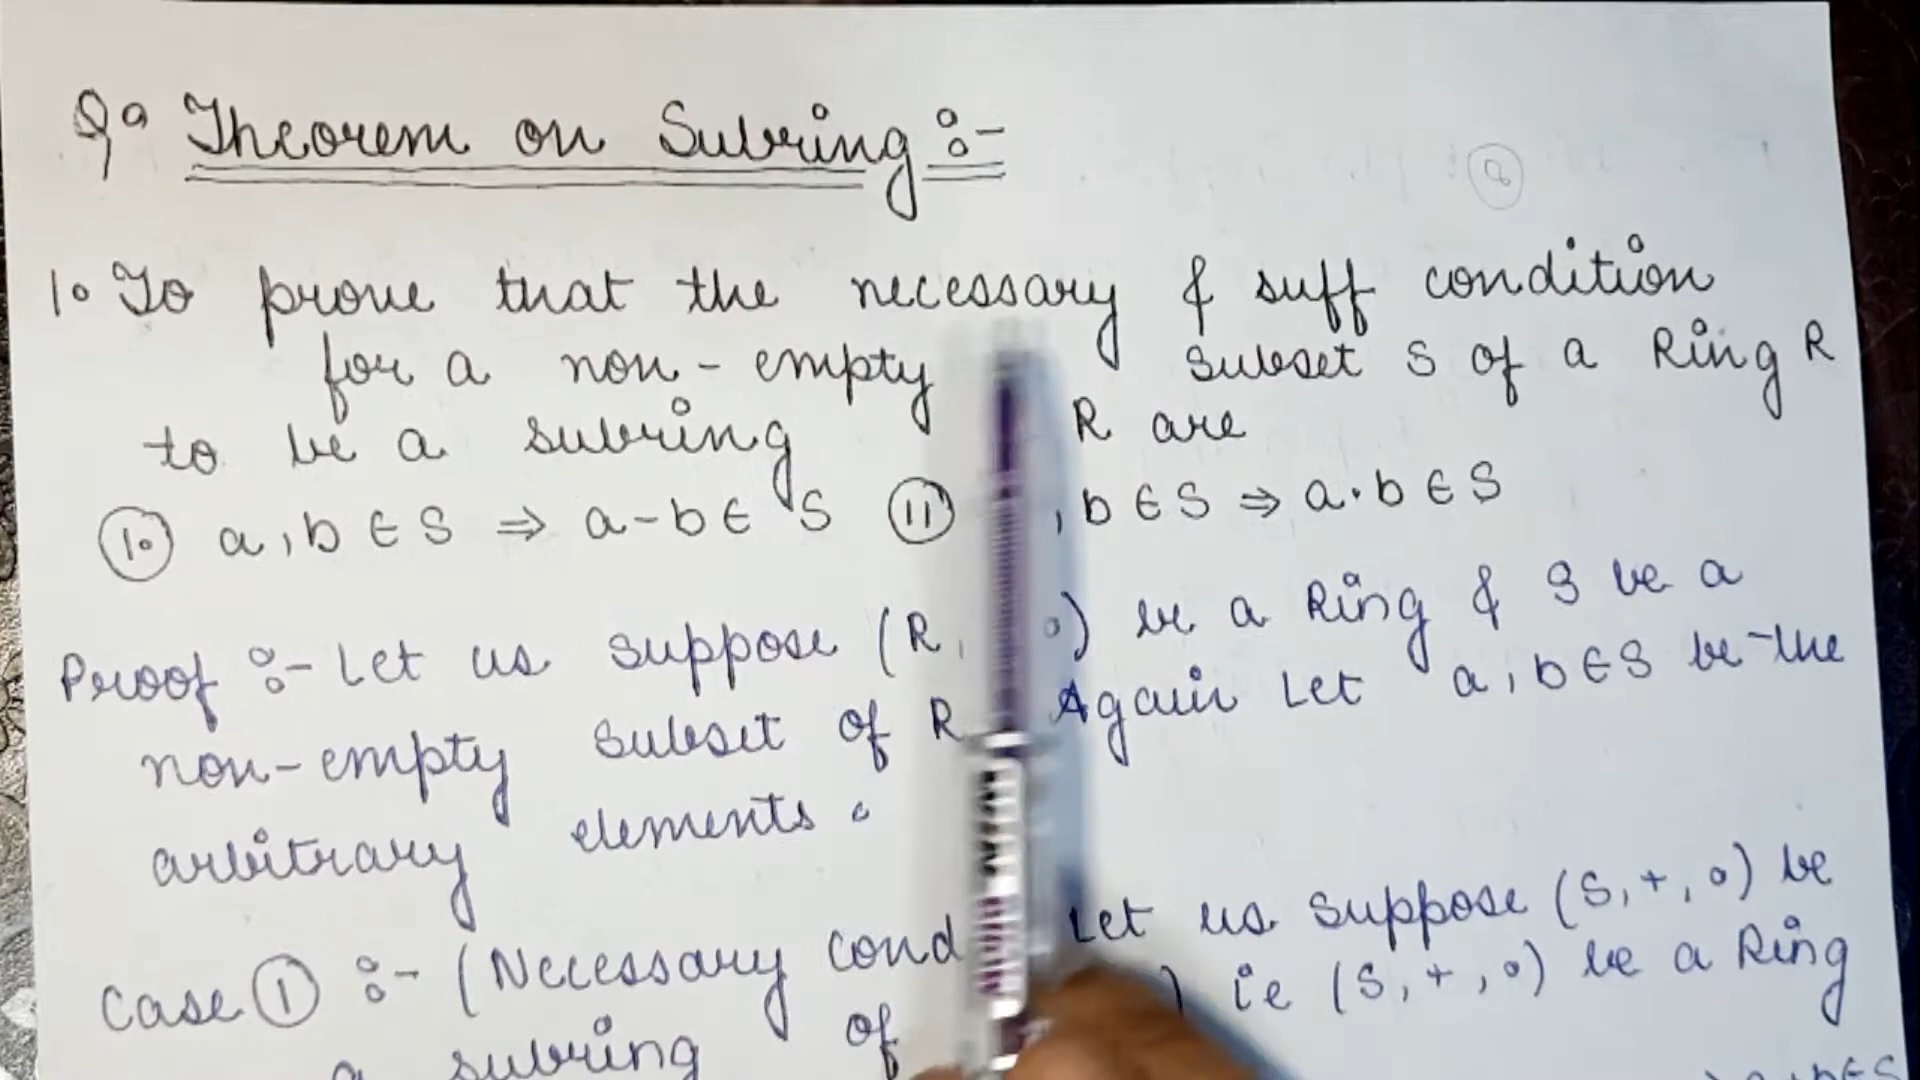 Q° Theorem on Subring :-
1. To prove that the necessary & suff condition
for a non-empty subset S of a Ring R
to be a subring R are
(i) a, b ∈ S ⇒ a-b ∈ S (ii) , b ∈ S ⇒ a·b ∈ S
Proof :- Let us suppose (R, ∘) be a Ring & S be a
non-empty subset of R Again Let a, b ∈ S be the
arbitrary elements.
Case (1) :- (Necessary cond Let us suppose (S, +, ∘) be
a subring of ) ie (S, +, ∘) be a Ring